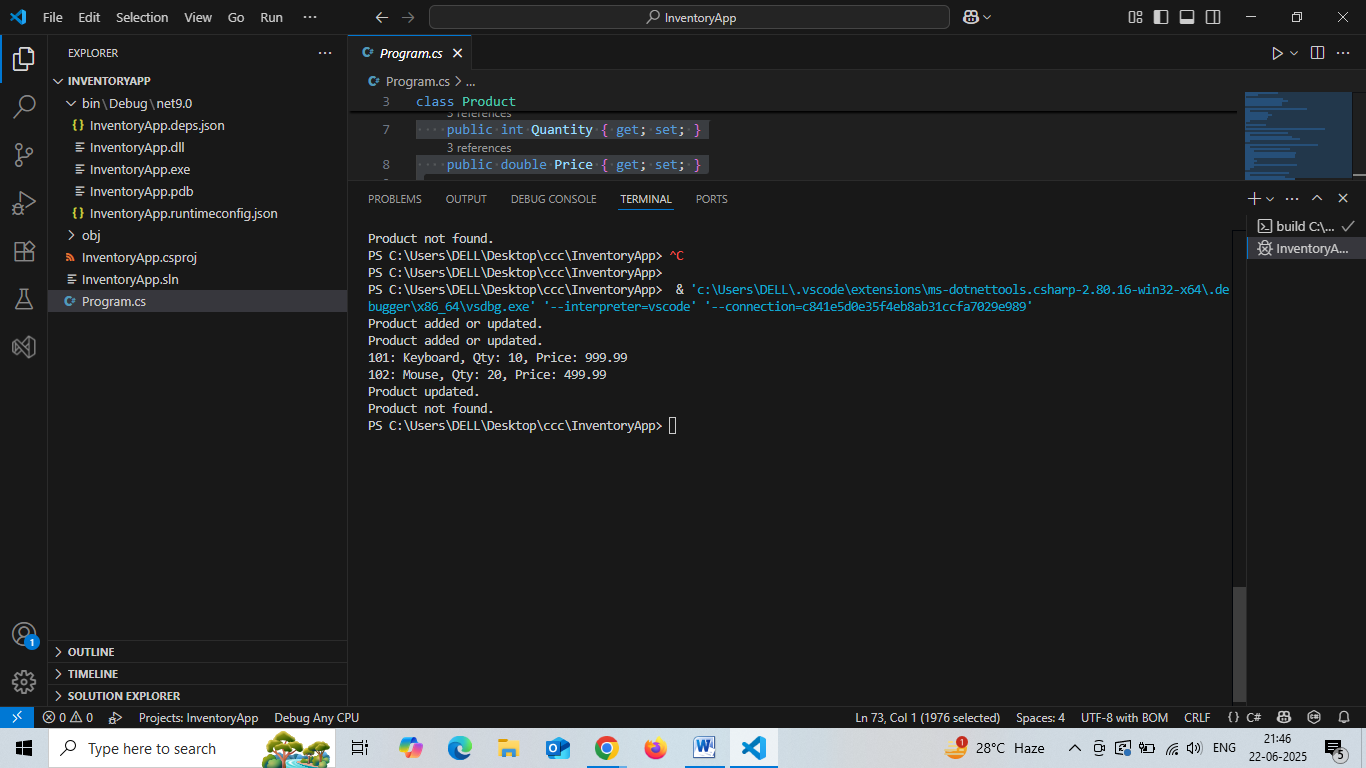 File Edit Selection View Go Run ···
InventoryApp
EXPLORER
INVENTORYAPP
bin\Debug\net9.0
{} InventoryApp.deps.json
InventoryApp.dll
InventoryApp.exe
InventoryApp.pdb
{} InventoryApp.runtimeconfig.json
obj
InventoryApp.csproj
InventoryApp.sln
C# Program.cs
OUTLINE
TIMELINE
SOLUTION EXPLORER
C# Program.cs
C# Program.cs > ...
3 class Product
3 references
7 public int Quantity { get; set; }
3 references
8 public double Price { get; set; }
PROBLEMS OUTPUT DEBUG CONSOLE TERMINAL PORTS
Product not found.
PS C:\Users\DELL\Desktop\ccc\InventoryApp> ^C
PS C:\Users\DELL\Desktop\ccc\InventoryApp>
PS C:\Users\DELL\Desktop\ccc\InventoryApp>  & 'c:\Users\DELL\.vscode\extensions\ms-dotnettools.csharp-2.80.16-win32-x64\.de
bugger\x86_64\vsdbg.exe' '--interpreter=vscode' '--connection=c841e5d0e35f4eb8ab31ccfa7029e989'
Product added or updated.
Product added or updated.
101: Keyboard, Qty: 10, Price: 999.99
102: Mouse, Qty: 20, Price: 499.99
Product updated.
Product not found.
PS C:\Users\DELL\Desktop\ccc\InventoryApp>
build C:\...
InventoryA...
1
0 0 Projects: InventoryApp Debug Any CPU
Ln 73, Col 1 (1976 selected) Spaces: 4 UTF-8 with BOM CRLF {} C#
Type here to search
1 28°C Haze ENG 21:46
22-06-2025 5